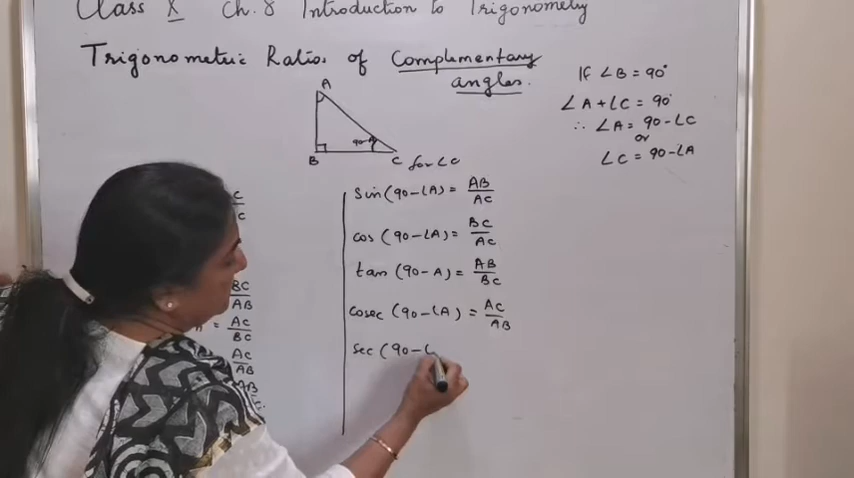 Class X Ch. 8 Introduction to Trigonometry
Trigonometric Ratios of Complementary
angles.
If ∠B = 90°
∠A + ∠C = 90°
∴ ∠A = 90 - ∠C
or
∠C = 90 - ∠A
A
90-A
B
C
for ∠C
sin (90-∠A) = AB/AC
cos (90-∠A) = BC/AC
tan (90-A) = AB/BC
cosec (90-∠A) = AC/AB
sec (90-∠
C
C
BC/AB
= AC/BC
AC/AB
AB